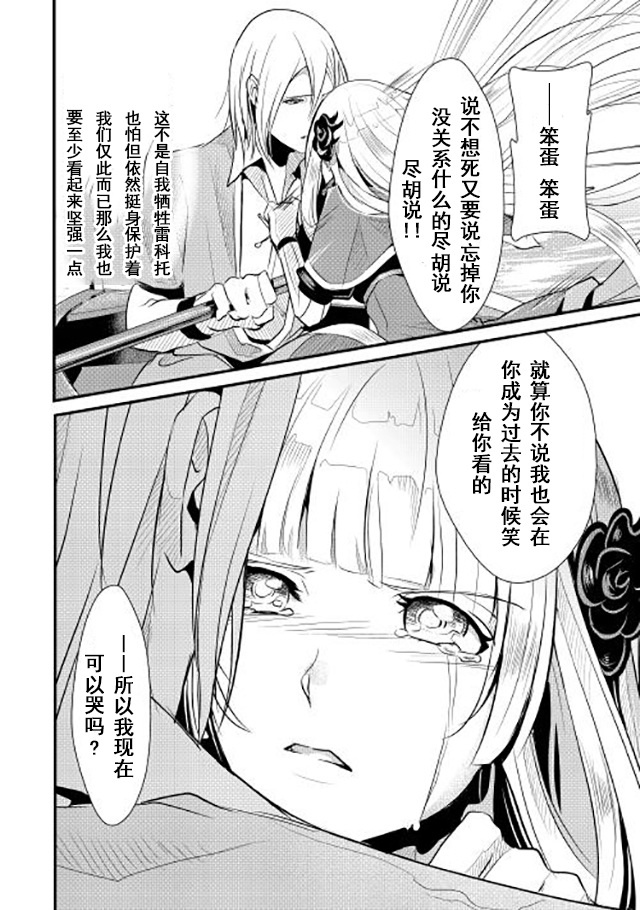 ——笨蛋 笨蛋
说不想死又要说忘掉你
没关系什么的尽胡说
尽胡说!!
这不是自我牺牲雷科托
也怕但依然挺身保护着
我们仅此而已那么我也
要至少看起来坚强一点
就算你不说我也会在
你成为过去的时候笑
给你看的
——所以我现在
可以哭吗?